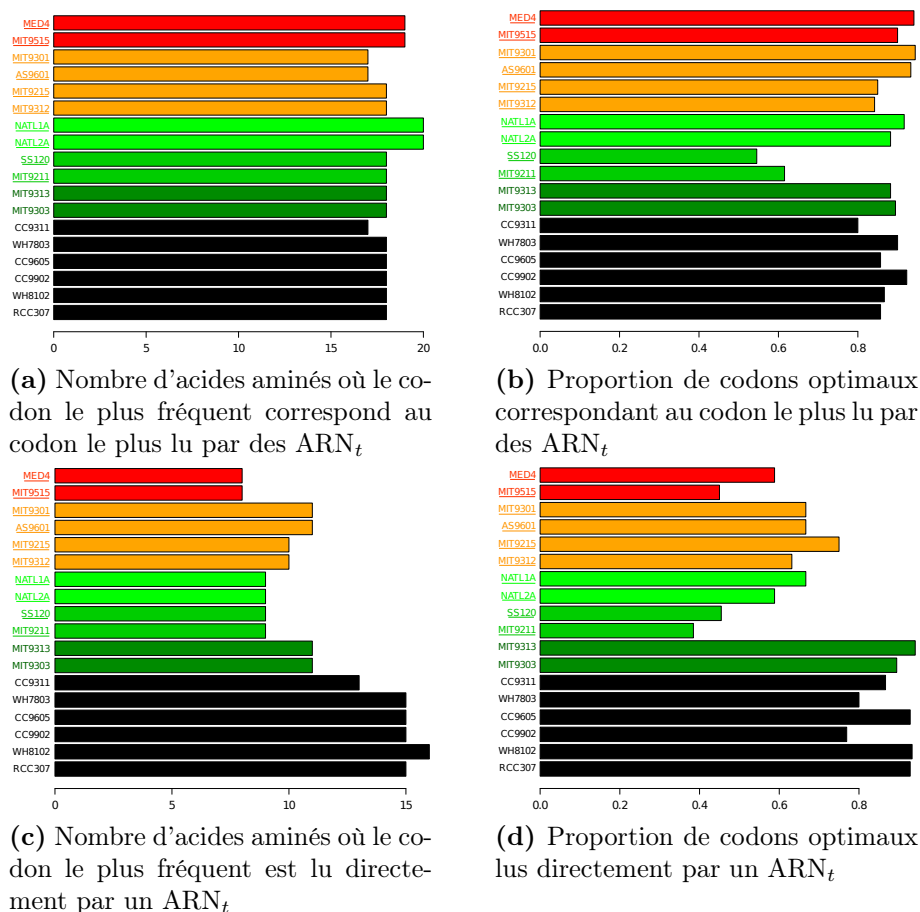 MED4
MIT9515
MIT9301
AS9601
MIT9215
MIT9312
NATL1A
NATL2A
SS120
MIT9211
MIT9313
MIT9303
CC9311
WH7803
CC9605
CC9902
WH8102
RCC307
0 5 10 15 20
(a) Nombre d'acides aminés où le co-
don le plus fréquent correspond au
codon le plus lu par des ARNt
MED4
MIT9515
MIT9301
AS9601
MIT9215
MIT9312
NATL1A
NATL2A
SS120
MIT9211
MIT9313
MIT9303
CC9311
WH7803
CC9605
CC9902
WH8102
RCC307
0.0 0.2 0.4 0.6 0.8
(b) Proportion de codons optimaux
correspondant au codon le plus lu par
des ARNt
MED4
MIT9515
MIT9301
AS9601
MIT9215
MIT9312
NATL1A
NATL2A
SS120
MIT9211
MIT9313
MIT9303
CC9311
WH7803
CC9605
CC9902
WH8102
RCC307
0 5 10 15
(c) Nombre d'acides aminés où le co-
don le plus fréquent est lu directe-
ment par un ARNt
MED4
MIT9515
MIT9301
AS9601
MIT9215
MIT9312
NATL1A
NATL2A
SS120
MIT9211
MIT9313
MIT9303
CC9311
WH7803
CC9605
CC9902
WH8102
RCC307
0.0 0.2 0.4 0.6 0.8
(d) Proportion de codons optimaux
lus directement par un ARNt